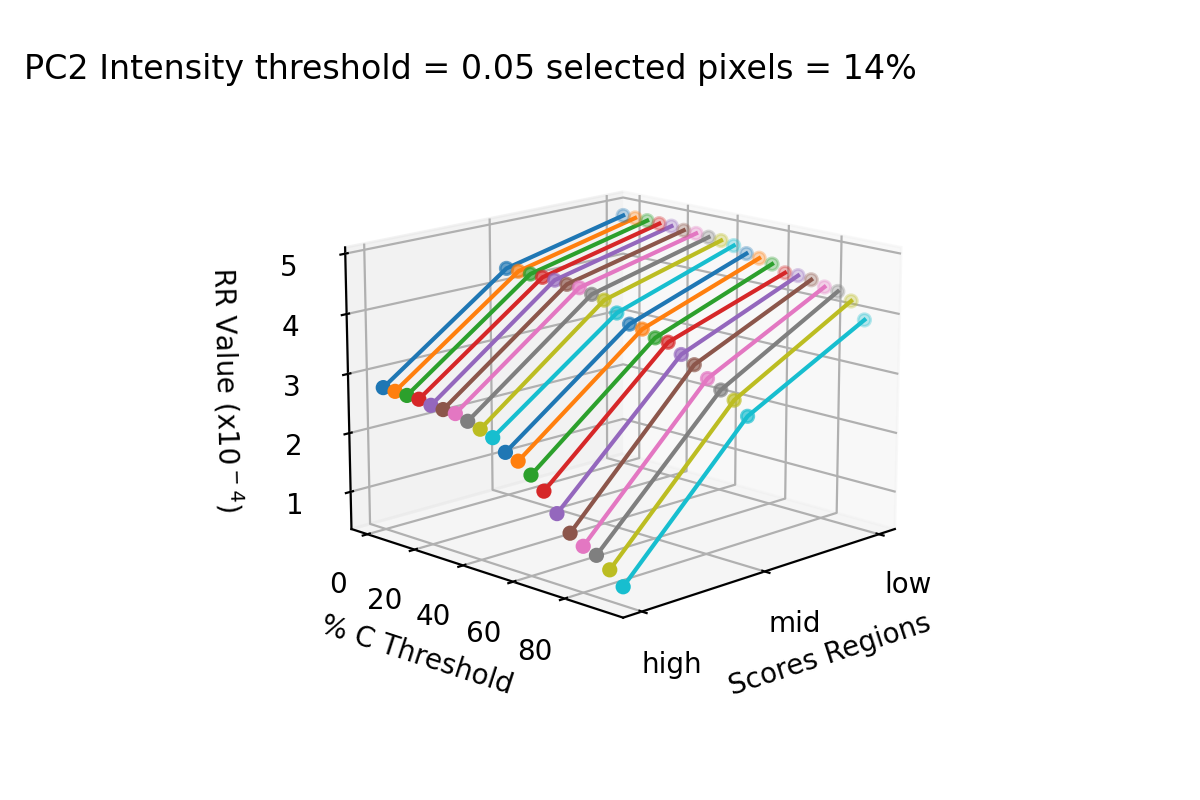 PC2 Intensity threshold = 0.05 selected pixels = 14%
RR Value (x10⁻⁴)
5
4
3
2
1
0
20
40
60
80
% C Threshold
high
mid
low
Scores Regions